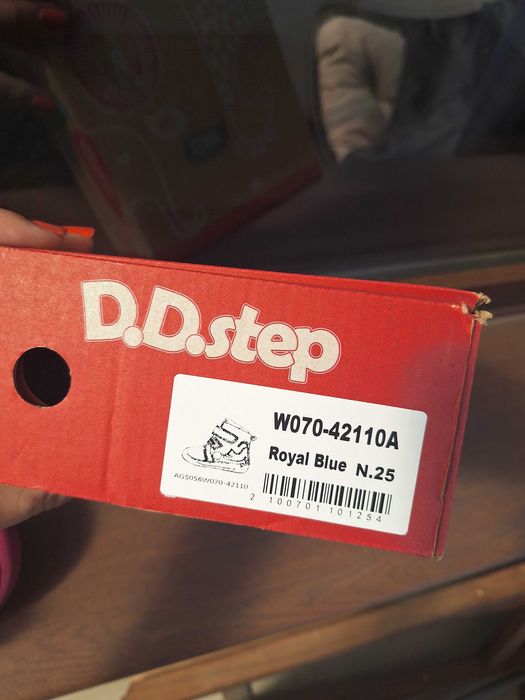 D.D.step
W070-42110A
Royal Blue N.25
AGS056W070-42110
2 100701 101254